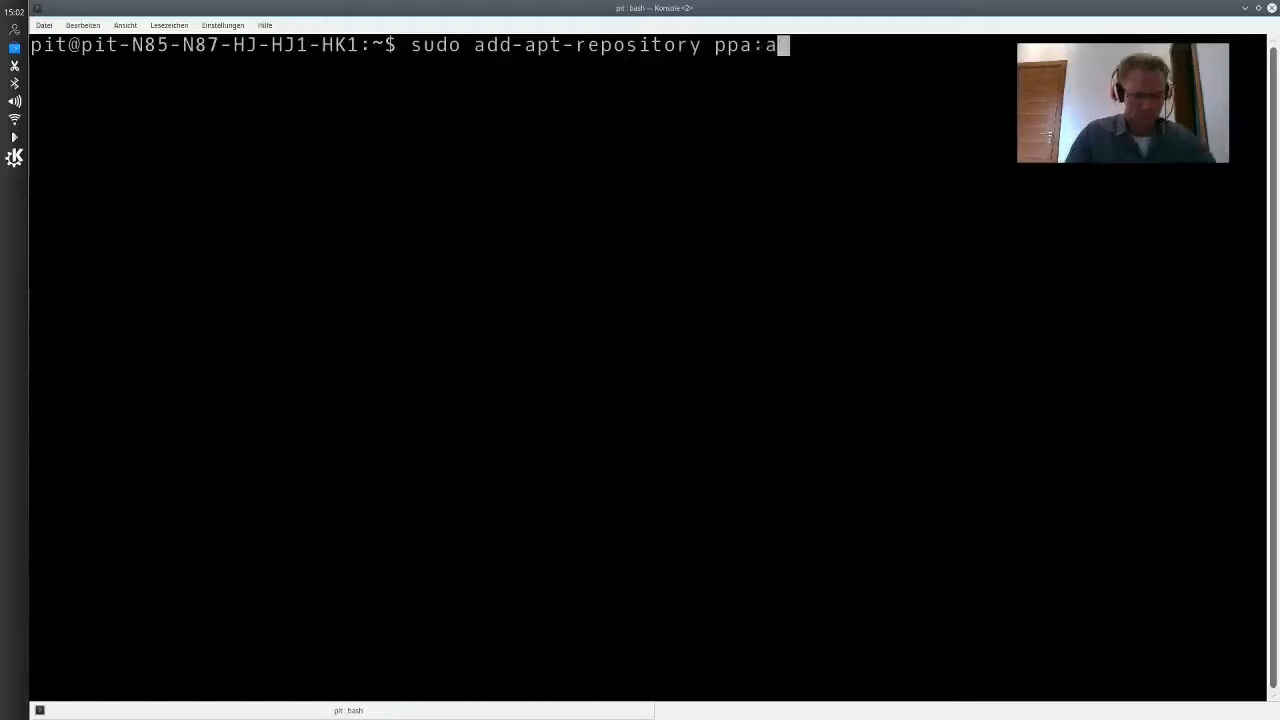 15:02
pit : bash — Konsole <2>
Datei Bearbeiten Ansicht Lesezeichen Einstellungen Hilfe
pit@pit-N85-N87-HJ-HJ1-HK1:~$ sudo add-apt-repository ppa:a
pit : bash